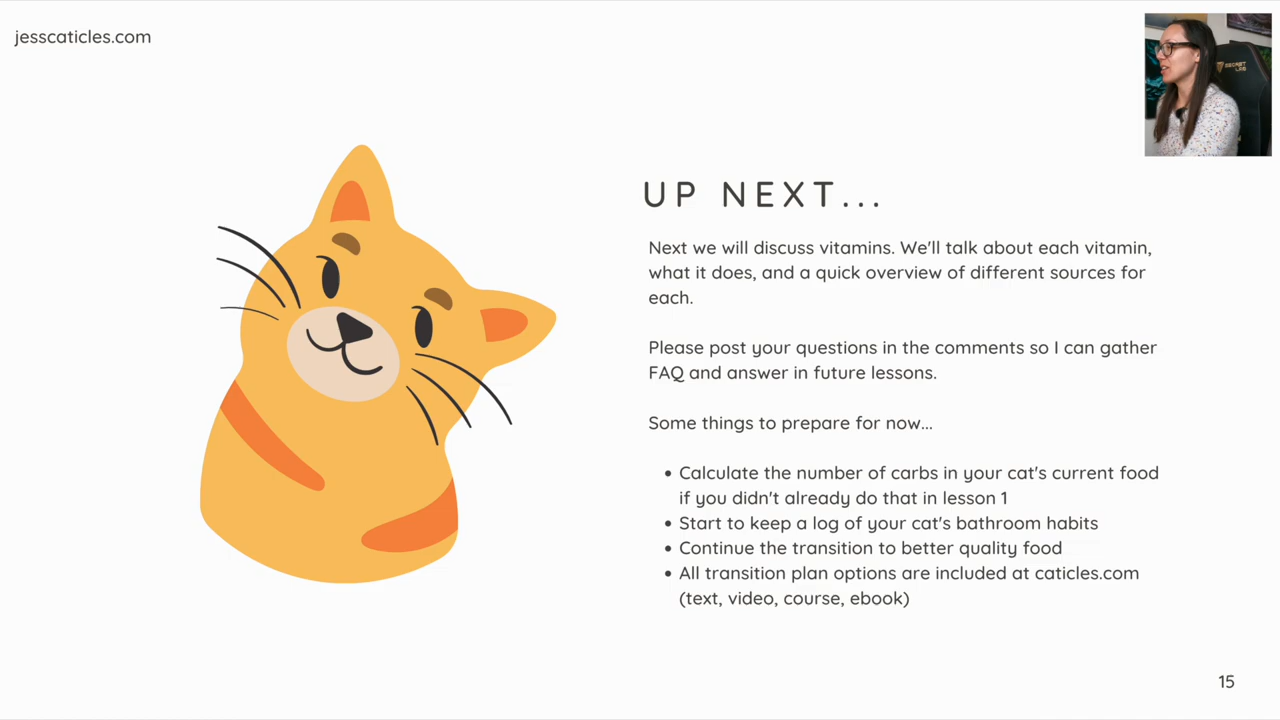 jesscaticles.com
SECRET
LAB
UP NEXT...
Next we will discuss vitamins. We'll talk about each vitamin,
what it does, and a quick overview of different sources for
each.
Please post your questions in the comments so I can gather
FAQ and answer in future lessons.
Some things to prepare for now...
• Calculate the number of carbs in your cat's current food
if you didn't already do that in lesson 1
• Start to keep a log of your cat's bathroom habits
• Continue the transition to better quality food
• All transition plan options are included at caticles.com
(text, video, course, ebook)
15